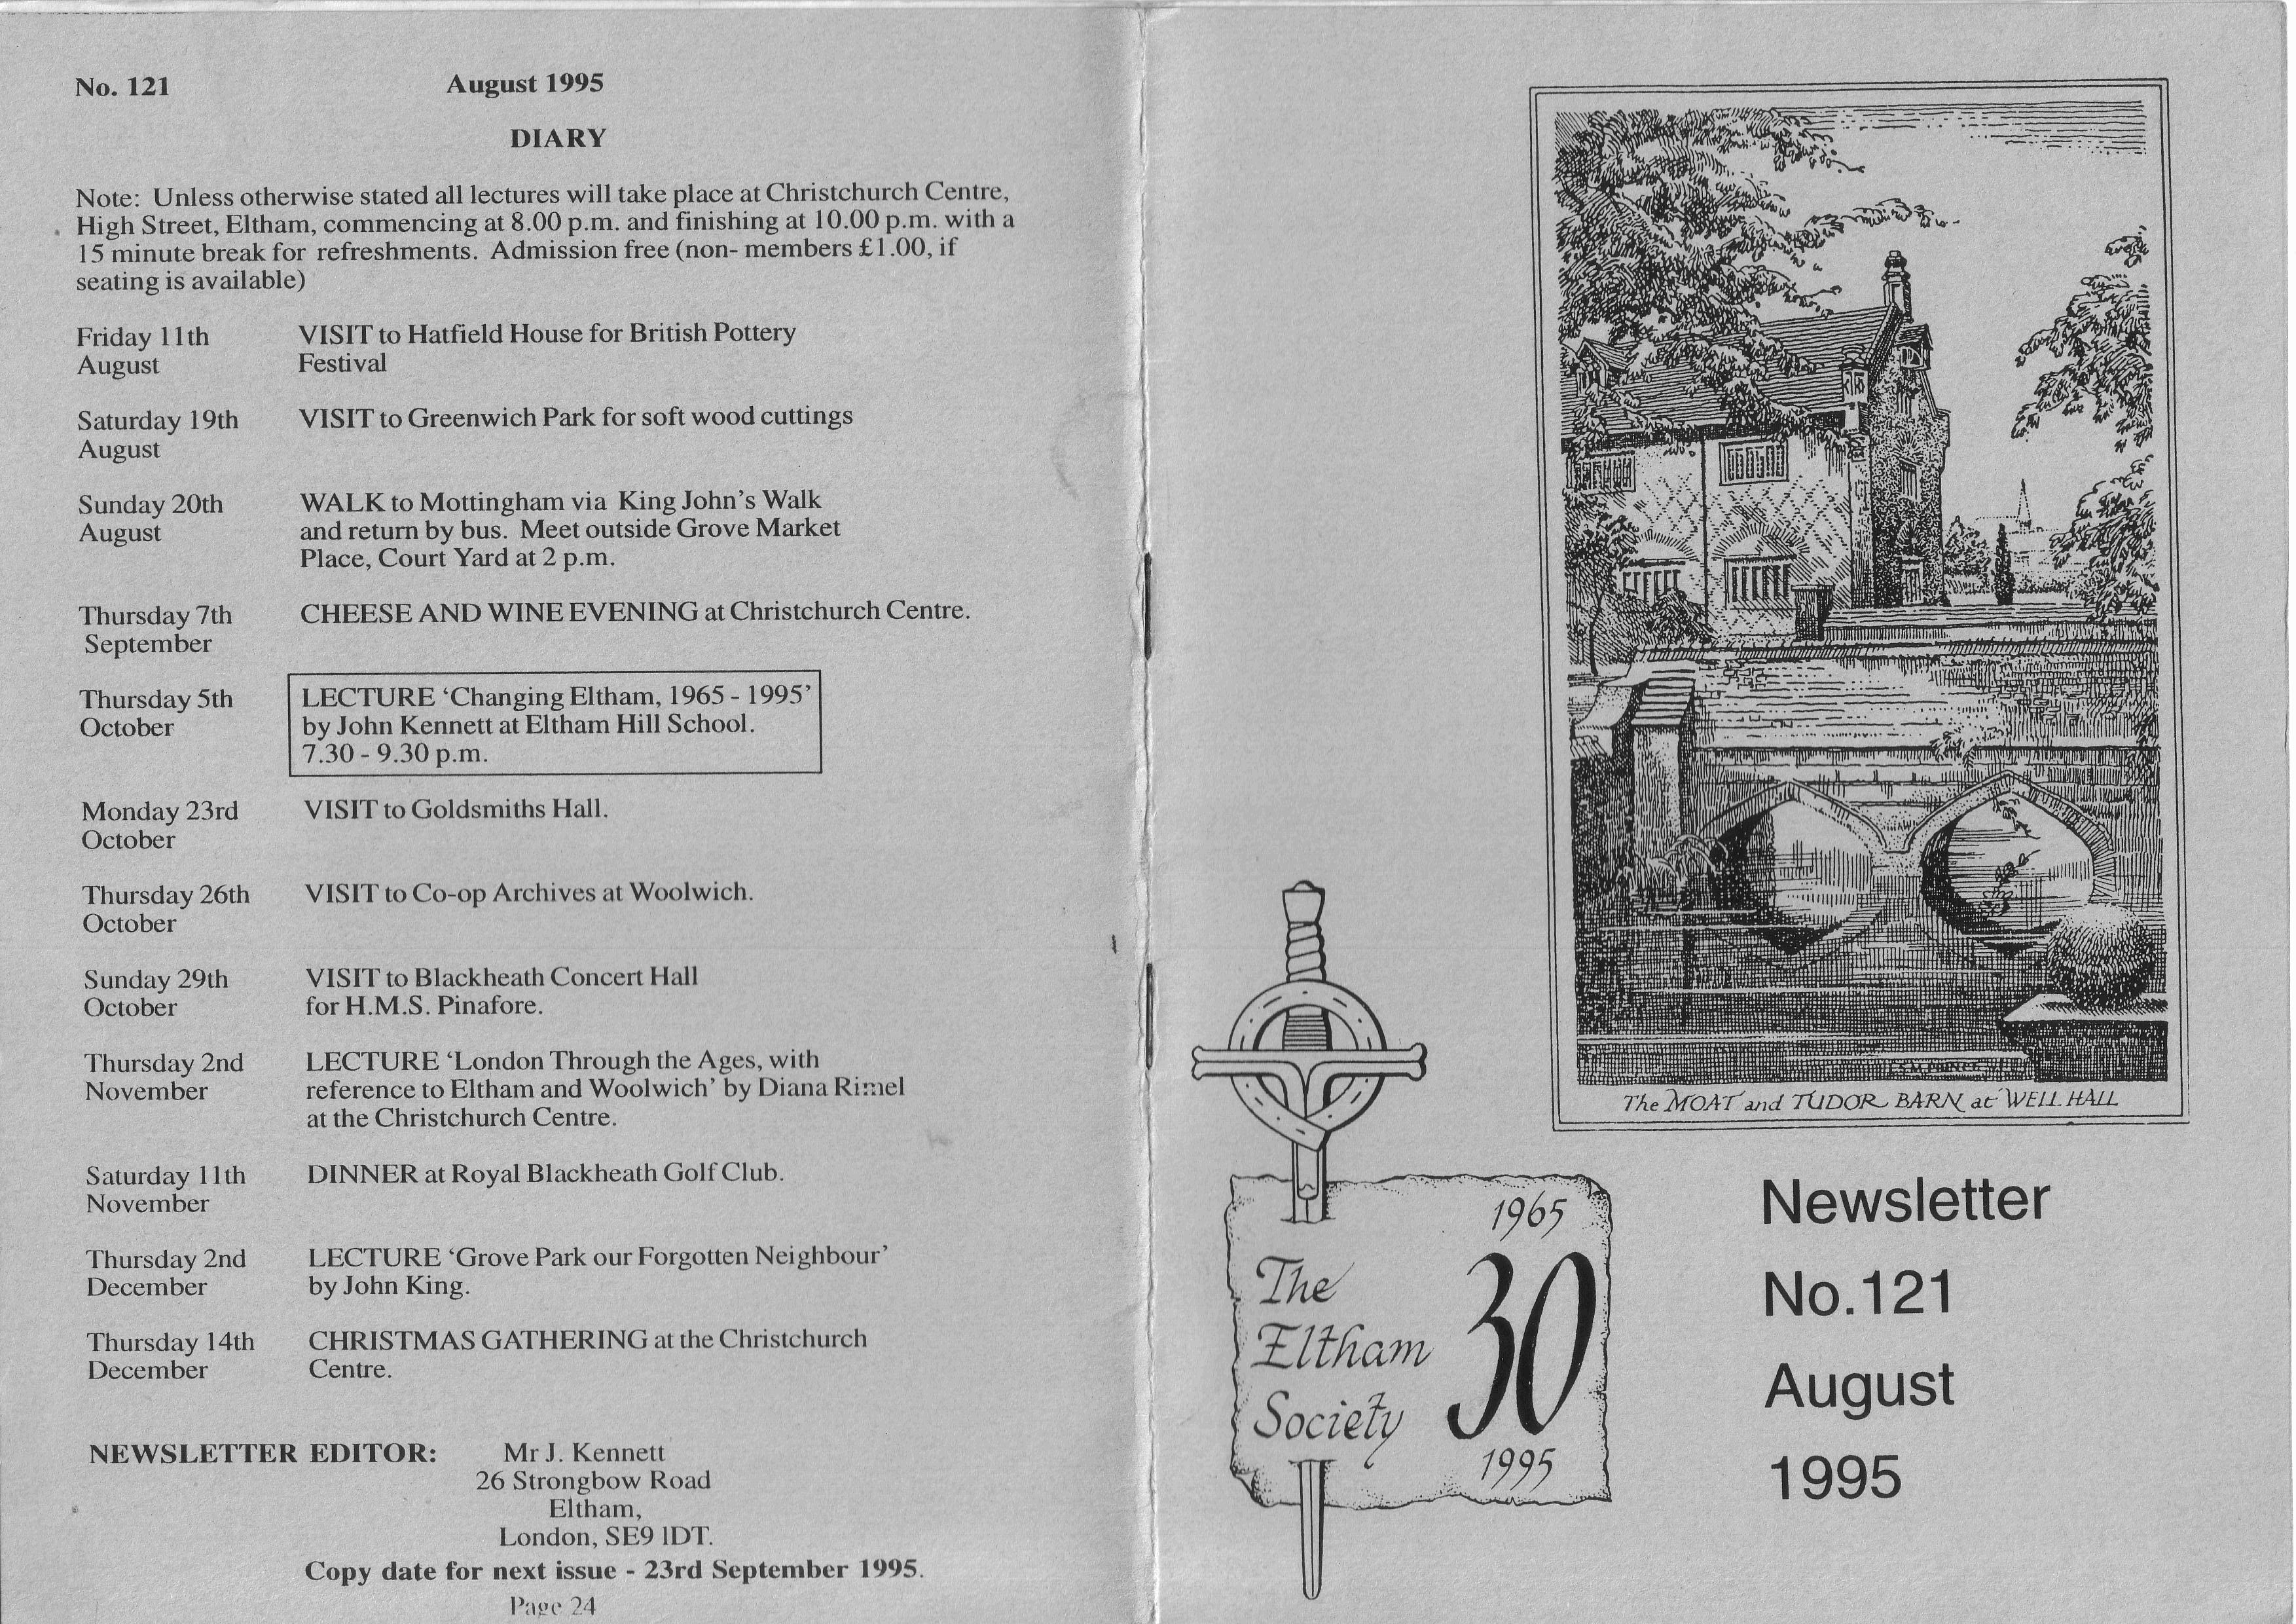 No. 121
August 1995
DIARY
Note: Unless otherwise stated all lectures will take place at Christchurch Centre,
High Street, Eltham, commencing at 8.00 p.m. and finishing at 10.00 p.m. with a
15 minute break for refreshments. Admission free (non- members £1.00, if
seating is available)
Friday 11th
August
VISIT to Hatfield House for British Pottery
Festival
Saturday 19th
August
VISIT to Greenwich Park for soft wood cuttings
Sunday 20th
August
WALK to Mottingham via King John's Walk
and return by bus. Meet outside Grove Market
Place, Court Yard at 2 p.m.
Thursday 7th
September
CHEESE AND WINE EVENING at Christchurch Centre.
Thursday 5th
October
LECTURE 'Changing Eltham, 1965 - 1995'
by John Kennett at Eltham Hill School.
7.30 - 9.30 p.m.
Monday 23rd
October
VISIT to Goldsmiths Hall.
Thursday 26th
October
VISIT to Co-op Archives at Woolwich.
Sunday 29th
October
VISIT to Blackheath Concert Hall
for H.M.S. Pinafore.
Thursday 2nd
November
LECTURE 'London Through the Ages, with
reference to Eltham and Woolwich' by Diana Rimel
at the Christchurch Centre.
Saturday 11th
November
DINNER at Royal Blackheath Golf Club.
Thursday 2nd
December
LECTURE 'Grove Park our Forgotten Neighbour'
by John King.
Thursday 14th
December
CHRISTMAS GATHERING at the Christchurch
Centre.
NEWSLETTER EDITOR:
Mr J. Kennett
26 Strongbow Road
Eltham,
London, SE9 1DT.
Copy date for next issue - 23rd September 1995.
Page 24
The MOAT and TUDOR BARN at WELL HALL
1965
The
Eltham
Society
30
1995
Newsletter
No.121
August
1995